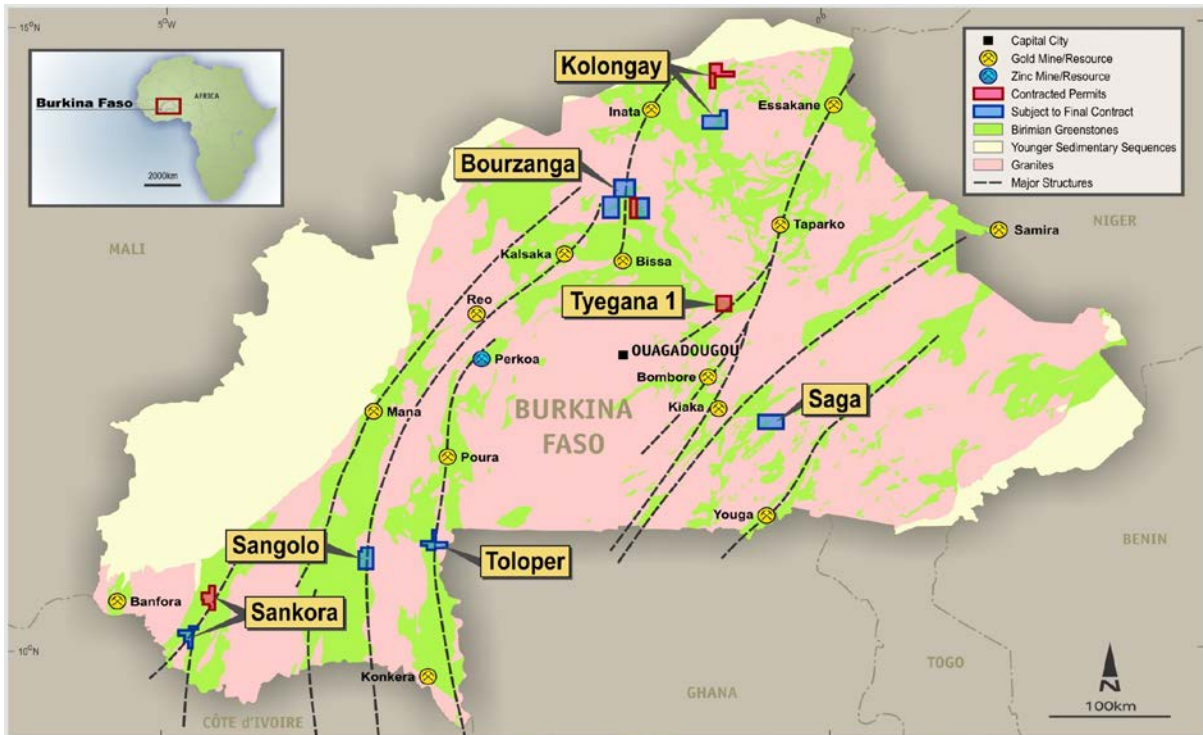 15°N
5°W
0°
Burkina Faso
AFRICA
2000km
Kolongay
Capital City
Gold Mine/Resource
Zinc Mine/Resource
Contracted Permits
Subject to Final Contract
Birimian Greenstones
Younger Sedimentary Sequences
Granites
Major Structures
Inata
Essakane
Bourzanga
MALI
NIGER
Taparko
Samira
Kalsaka
Bissa
Reo
Tyegana 1
Perkoa
OUAGADOUGOU
Bombore
BURKINA
FASO
Kiaka
Saga
Mana
Poura
Youga
Sangolo
Toloper
BENIN
Banfora
Sankora
10°N
Konkera
TOGO
GHANA
CÔTE d'IVOIRE
N
100km